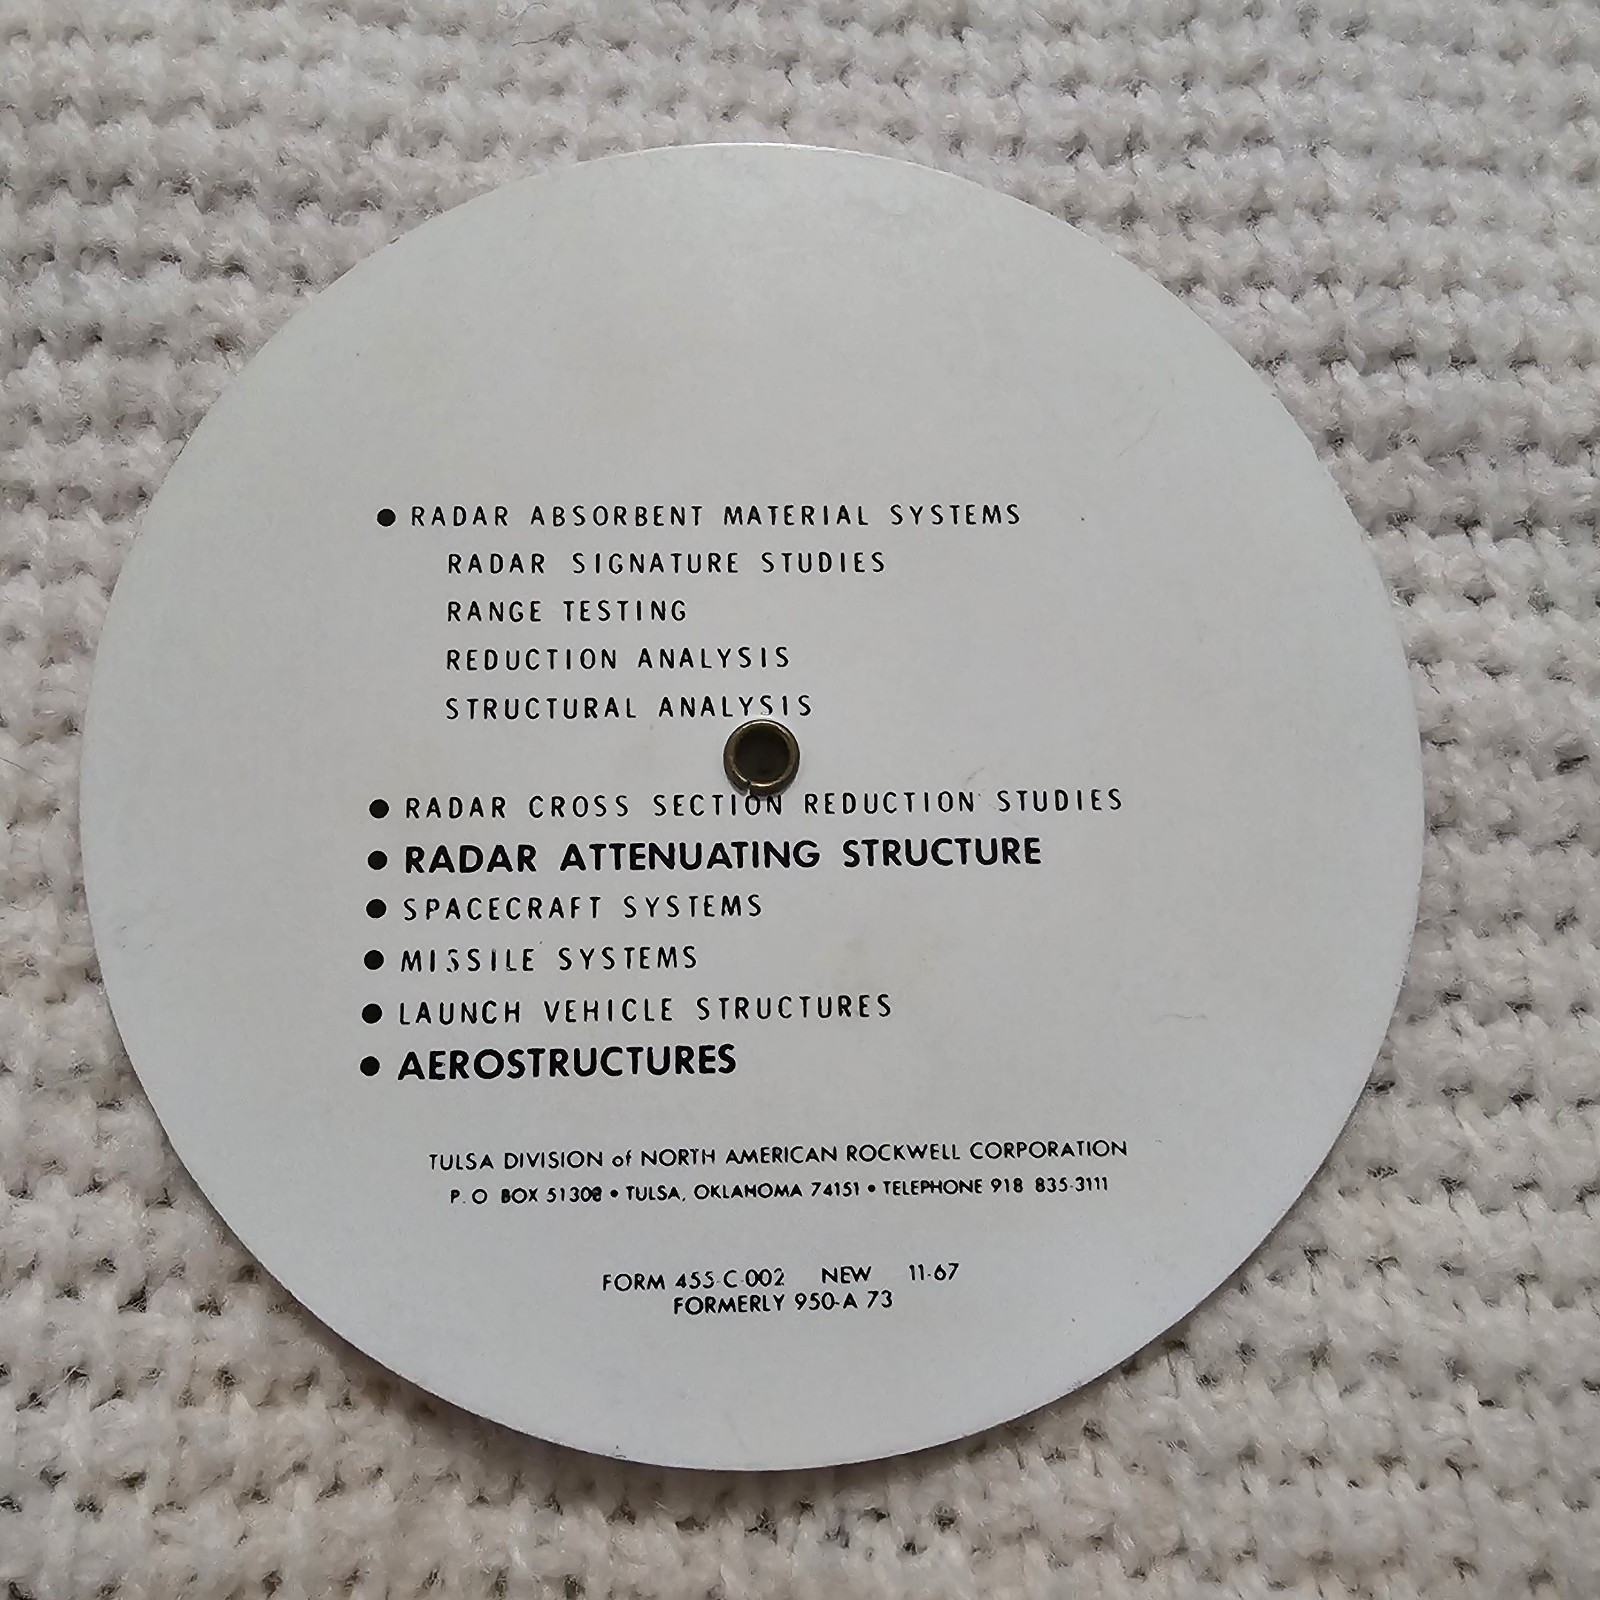 ● RADAR ABSORBENT MATERIAL SYSTEMS
RADAR SIGNATURE STUDIES
RANGE TESTING
REDUCTION ANALYSIS
STRUCTURAL ANALYSIS
● RADAR CROSS SECTION REDUCTION STUDIES
● RADAR ATTENUATING STRUCTURE
● SPACECRAFT SYSTEMS
● MISSILE SYSTEMS
● LAUNCH VEHICLE STRUCTURES
● AEROSTRUCTURES
TULSA DIVISION of NORTH AMERICAN ROCKWELL CORPORATION
P. O BOX 51308 • TULSA, OKLAHOMA 74151 • TELEPHONE 918 835-3111
FORM 455-C-002 NEW 11-67
FORMERLY 950-A 73